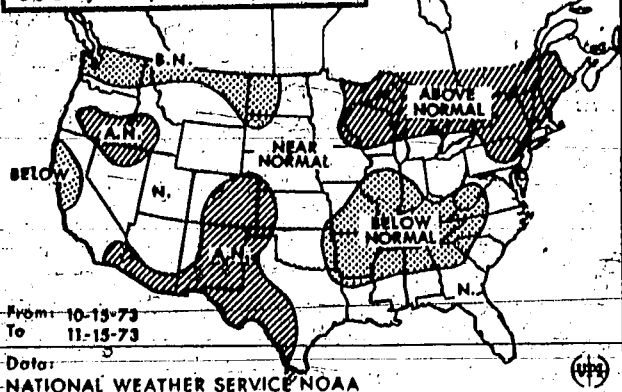 B.N.
ABOVE
NORMAL
A.N.
NEAR
NORMAL
BELOW
N.
BELOW
NORMAL
A.N.
N.
From: 10-15-73
To 11-15-73
Data:
NATIONAL WEATHER SERVICE NOAA
UPI